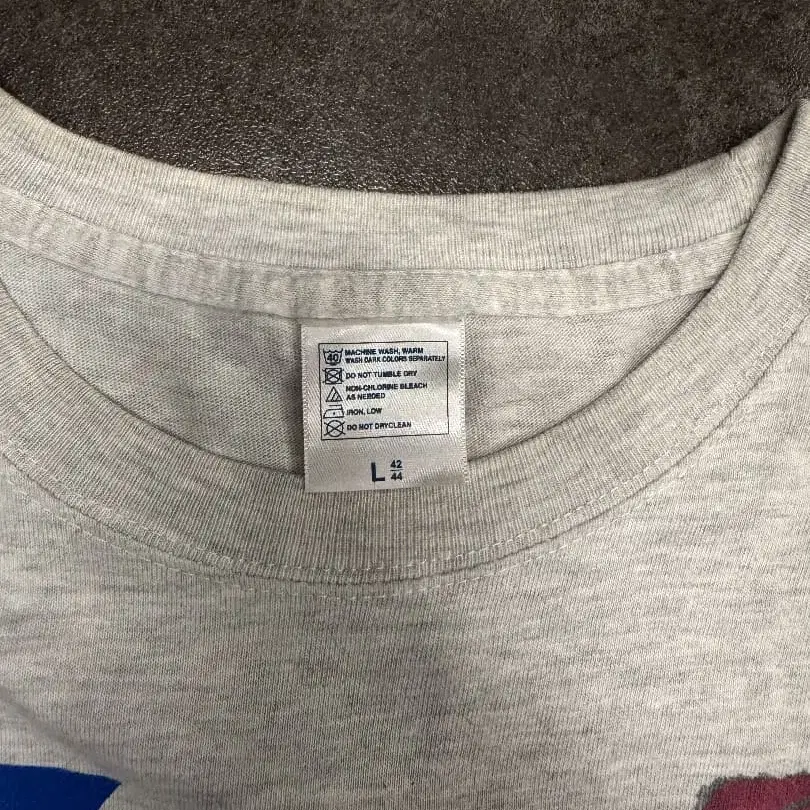 40
MACHINE WASH, WARM
WASH DARK COLORS SEPARATELY
DO NOT TUMBLE DRY
NON-CHLORINE BLEACH
AS NEEDED
IRON, LOW
DO NOT DRYCLEAN
L 42
44